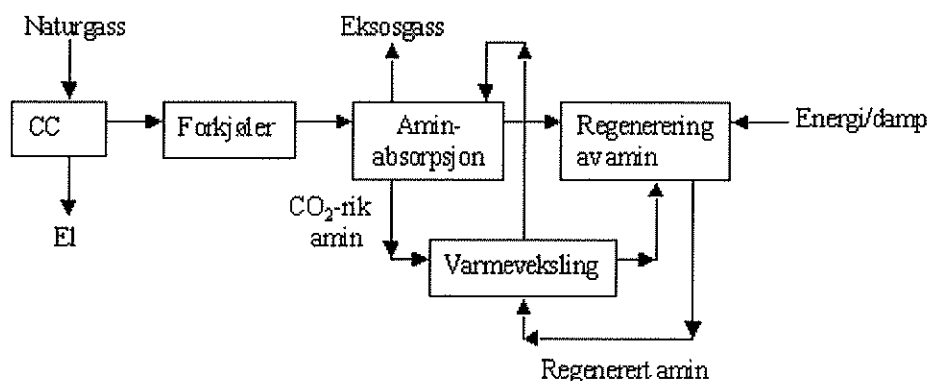 Naturgass
Eksosgass
CC
Forkjøler
Amin-
absorpsjon
Regenerering
av amin
Energi/damp
El
CO₂-rik
amin
Varmeveksling
Regenerert amin